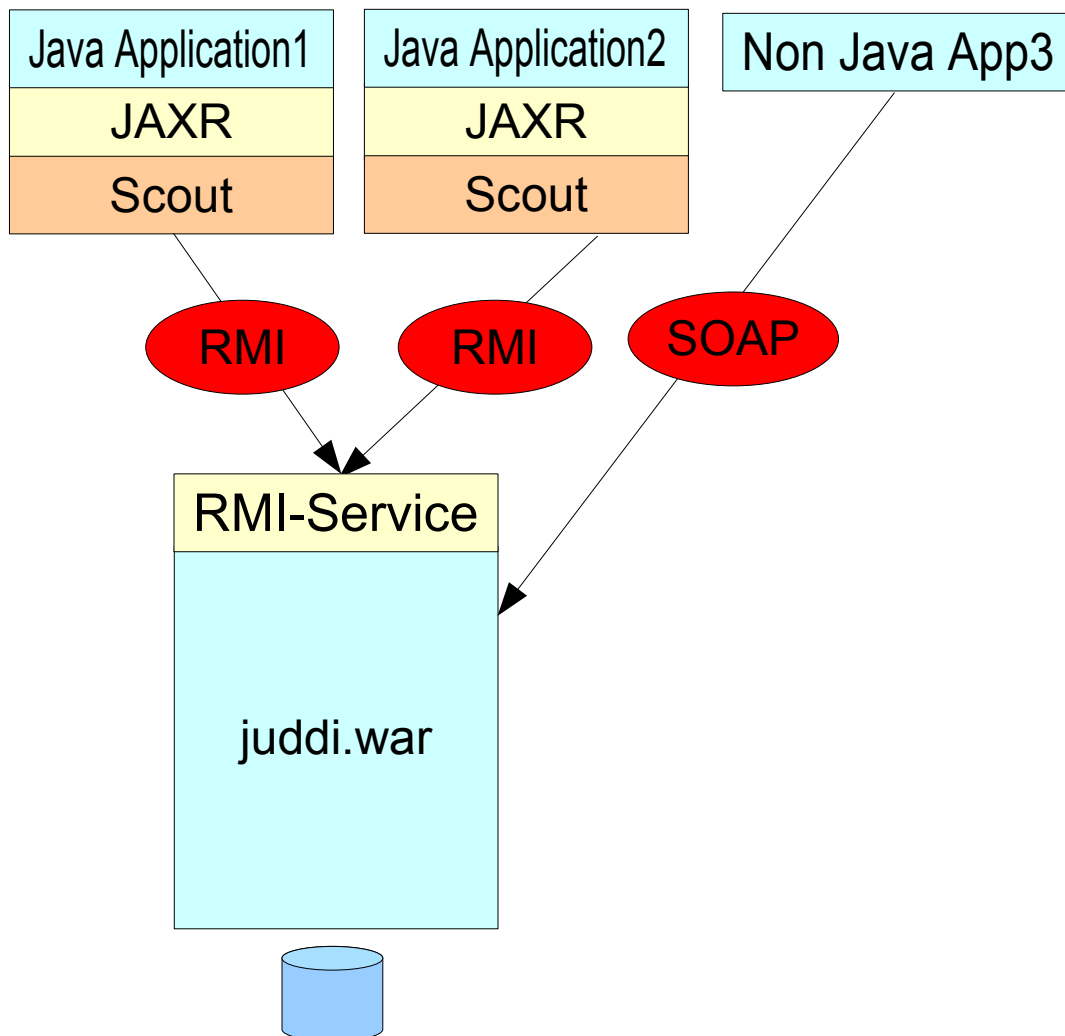 Java Application1
JAXR
Scout
Java Application2
JAXR
Scout
Non Java App3
RMI
RMI
SOAP
RMI-Service
juddi.war